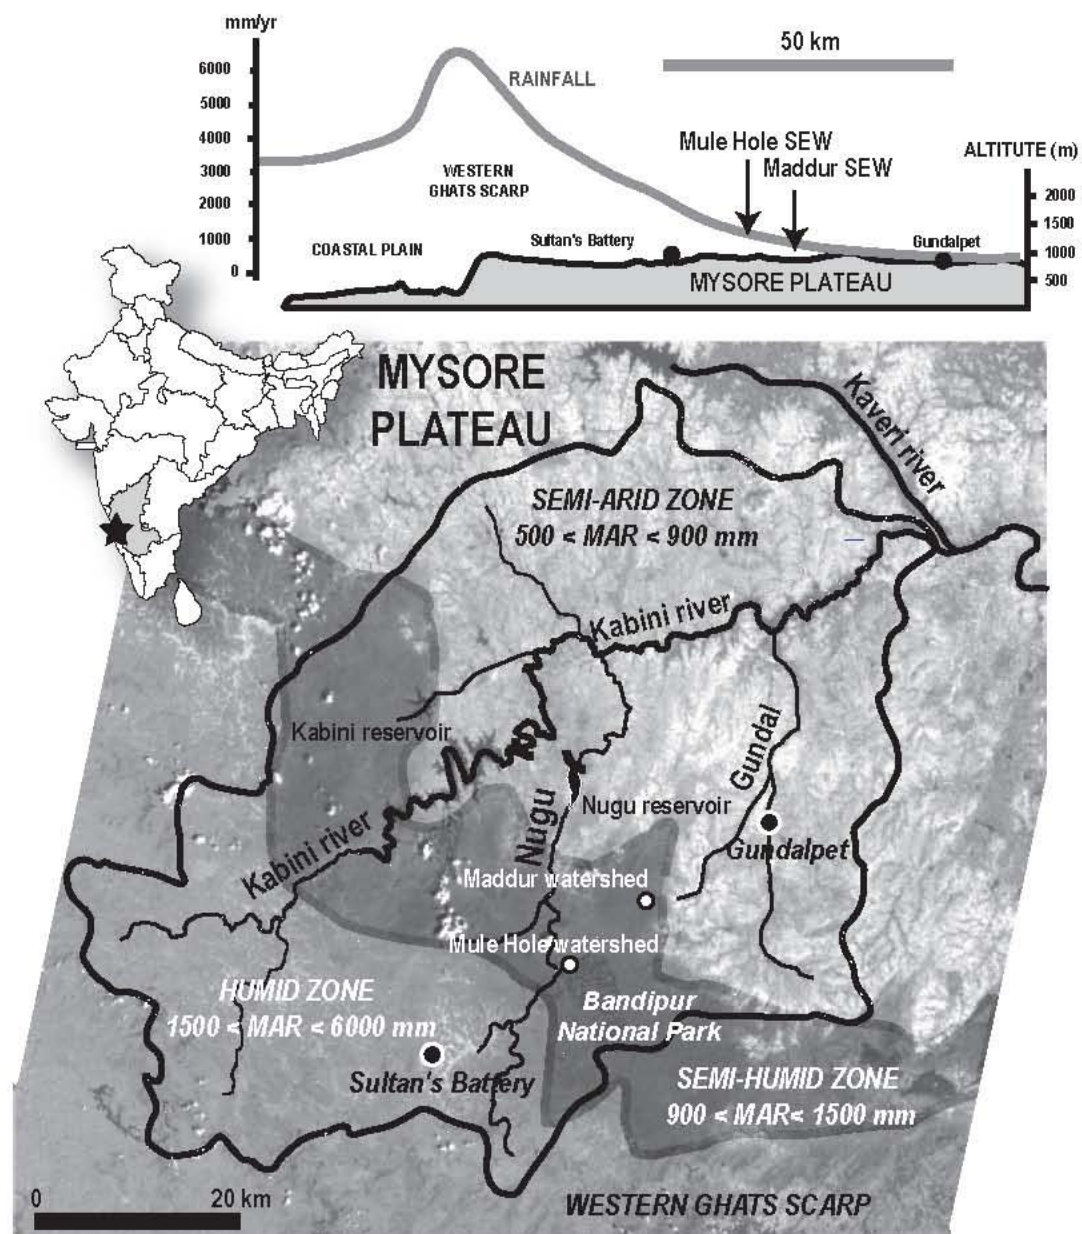 mm/yr
6000
5000
4000
3000
2000
1000
0
RAINFALL
50 km
Mule Hole SEW
Maddur SEW
ALTITUTE (m)
2000
1500
1000
500
WESTERN
GHATS SCARP
COASTAL PLAIN
Sultan's Battery
Gundalpet
MYSORE PLATEAU
MYSORE
PLATEAU
Kaveri river
SEMI-ARID ZONE
500 < MAR < 900 mm
Kabini river
Kabini reservoir
Gundal
Nugu
Nugu reservoir
Kabini river
Gundalpet
Maddur watershed
Mule Hole watershed
HUMID ZONE
1500 < MAR < 6000 mm
Bandipur
National Park
Sultan's Battery
SEMI-HUMID ZONE
900 < MAR< 1500 mm
0 20 km
WESTERN GHATS SCARP